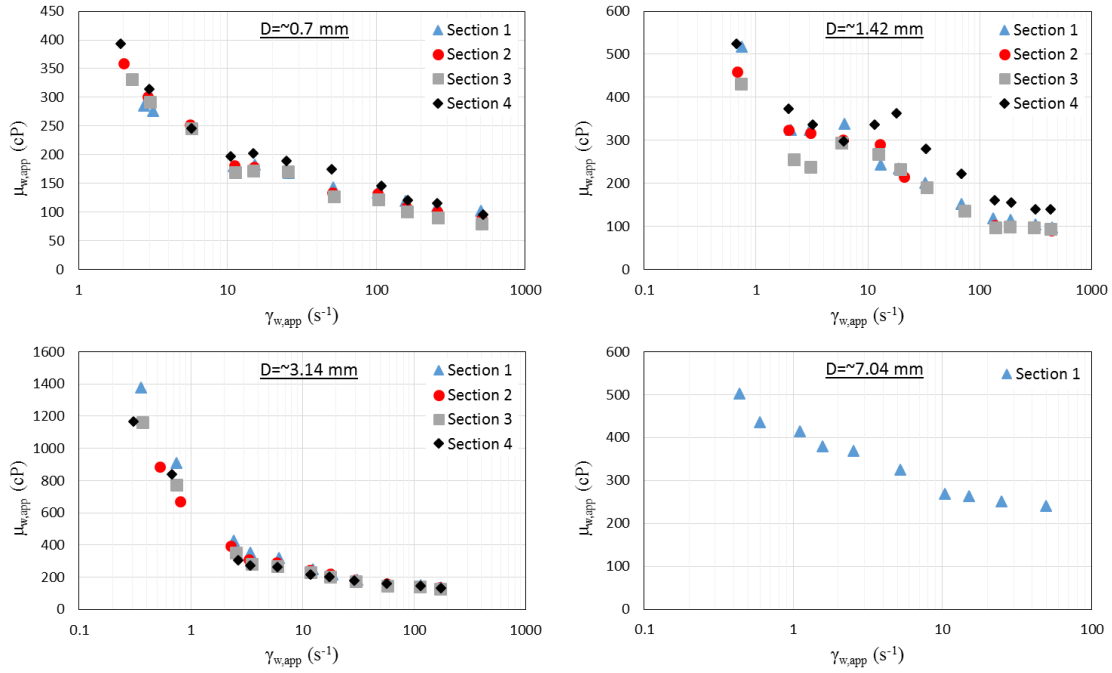 D=~0.7 mm
Section 1
Section 2
Section 3
Section 4
450
400
350
300
250
200
150
100
50
0
μw,app (cP)
1
10
100
1000
γw,app (s-1)
D=~1.42 mm
Section 1
Section 2
Section 3
Section 4
600
500
400
300
200
100
0
μw,app (cP)
0.1
1
10
100
1000
γw,app (s-1)
D=~3.14 mm
Section 1
Section 2
Section 3
Section 4
1600
1400
1200
1000
800
600
400
200
0
μw,app (cP)
0.1
1
10
100
1000
γw,app (s-1)
D=~7.04 mm
Section 1
600
500
400
300
200
100
0
μw,app (cP)
0.1
1
10
100
γw,app (s-1)